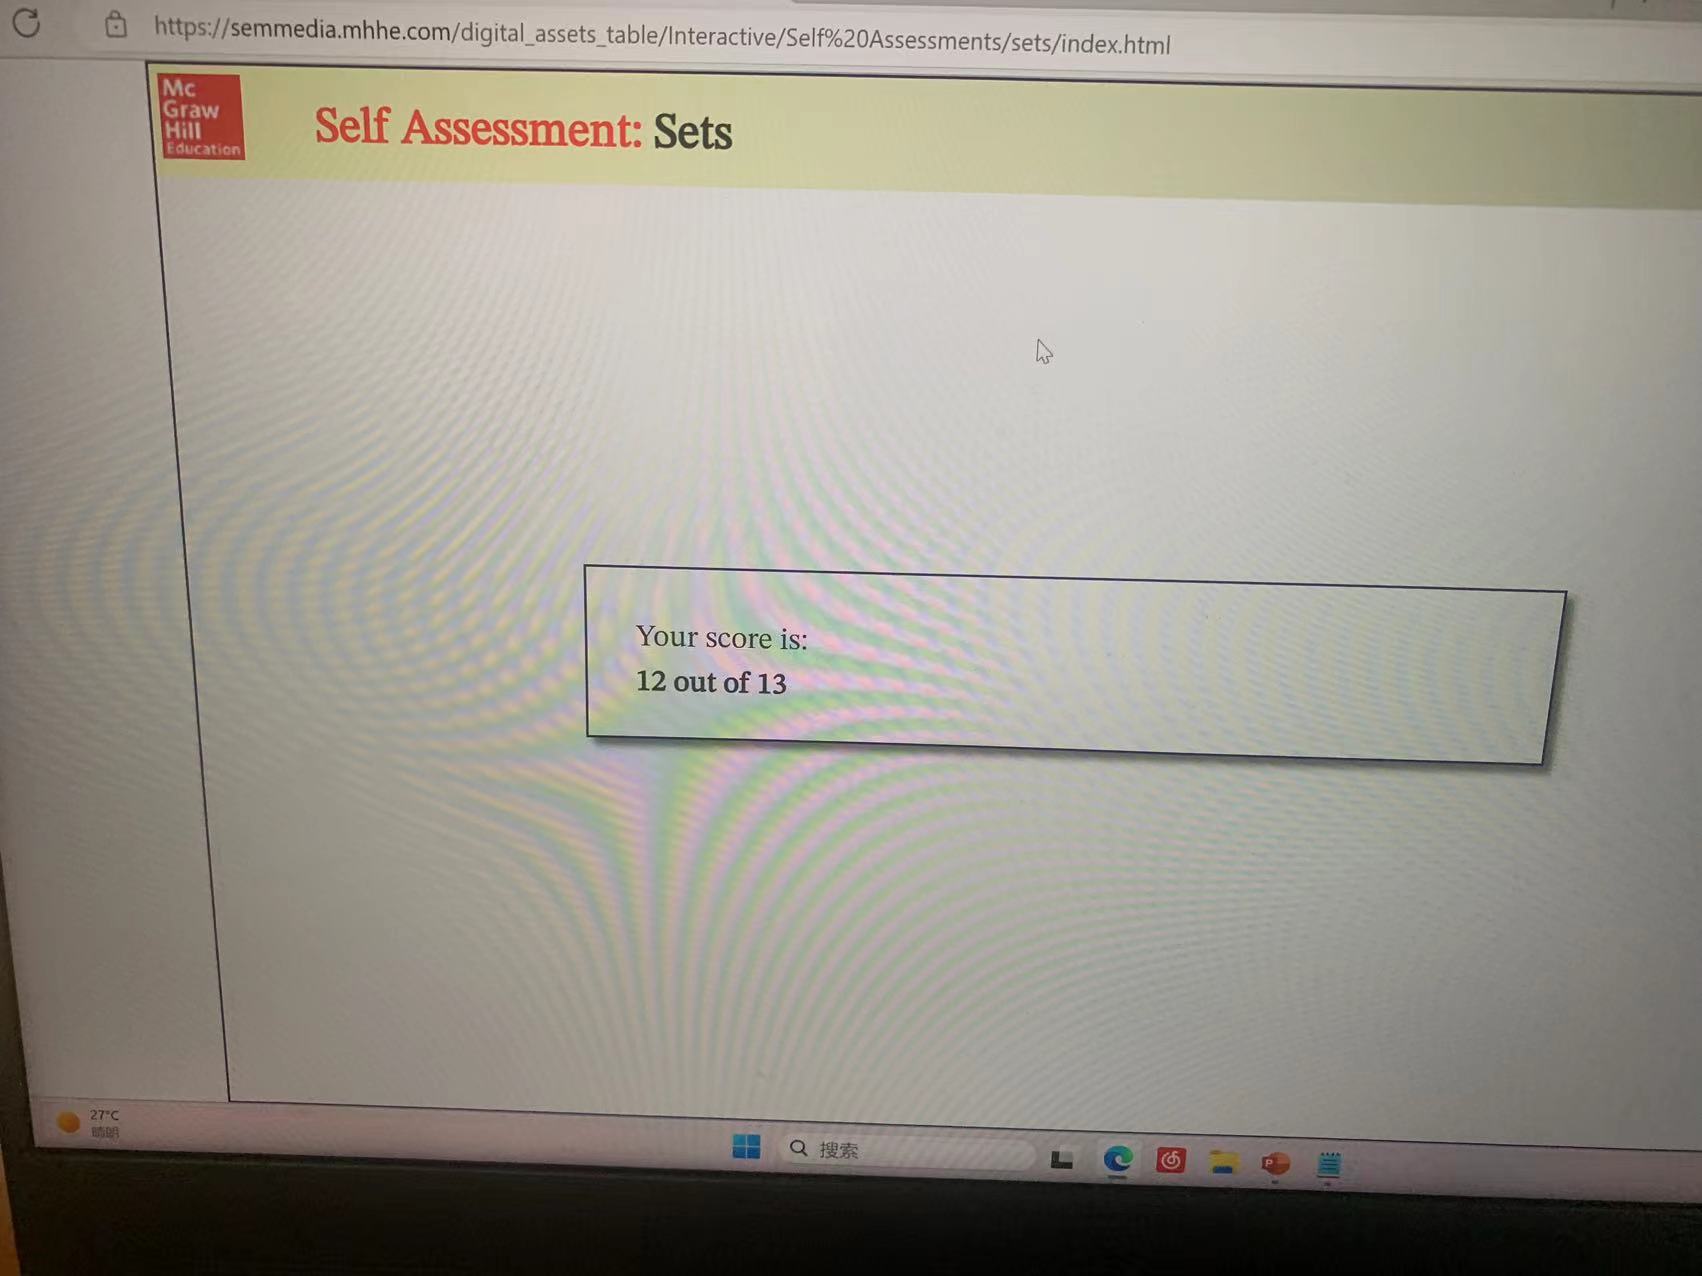 https://semmedia.mhhe.com/digital_assets_table/Interactive/Self%20Assessments/sets/index.html
Mc
Graw
Hill
Education
Self Assessment: Sets
Your score is:
12 out of 13
27°C
晴朗
搜索